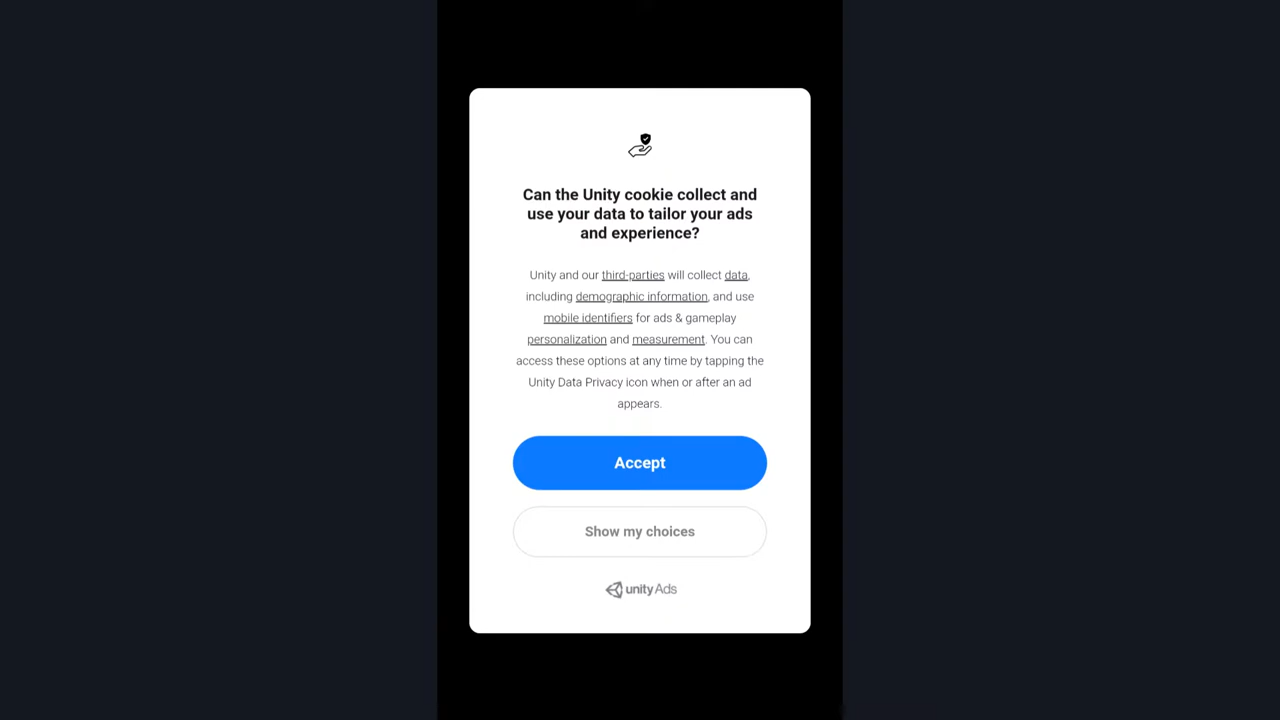 Can the Unity cookie collect and
use your data to tailor your ads
and experience?
Unity and our third-parties will collect data,
including demographic information, and use
mobile identifiers for ads & gameplay
personalization and measurement. You can
access these options at any time by tapping the
Unity Data Privacy icon when or after an ad
appears.
Accept
Show my choices
unity Ads